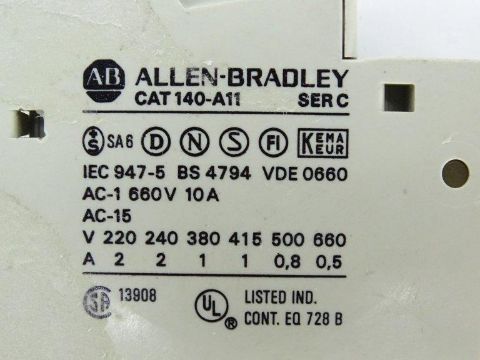 AB ALLEN-BRADLEY
CAT 140-A11 SER C
S SA6 D N S FI KEMA KEUR
IEC 947-5 BS 4794 VDE 0660
AC-1 660V 10A
AC-15
V 220 240 380 415 500 660
A 2 2 1 1 0,8 0,5
SA 13908 UL ® LISTED IND.
CONT. EQ 728 B